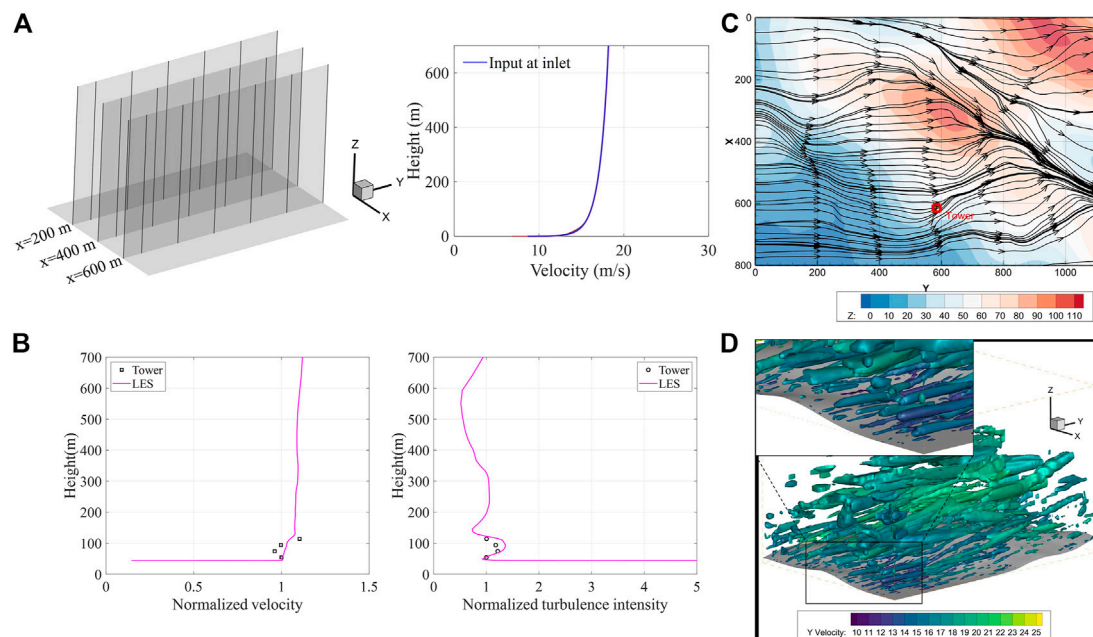 A
x=200 m
x=400 m
x=600 m
Z
Y
X
Input at inlet
Height (m)
600
400
200
0
0 10 20 30
Velocity (m/s)
C
0
200
400
600
800
X
Tower
0 200 400 600 800 1000
Y
Z: 0 10 20 30 40 50 60 70 80 90 100 110
B
Tower
LES
Height(m)
700
600
500
400
300
200
100
0
0 0.5 1 1.5
Normalized velocity
Tower
LES
Height(m)
700
600
500
400
300
200
100
0
0 1 2 3 4 5
Normalized turbulence intensity
D
Z
Y
X
Y Velocity: 10 11 12 13 14 15 16 17 18 19 20 21 22 23 24 25